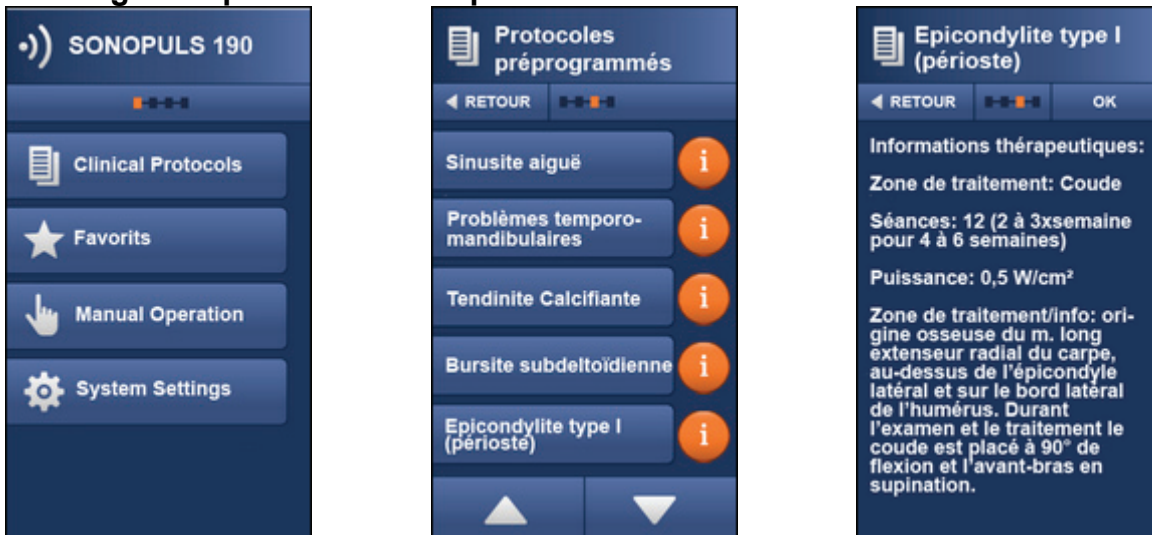 SONOPULS 190
Clinical Protocols
Favorits
Manual Operation
System Settings
Protocoles
préprogrammés
RETOUR
Sinusite aiguë
i
Problèmes temporo-
mandibulaires
i
Tendinite Calcifiante
i
Bursite subdeltoïdienne
i
Epicondylite type I
(périoste)
i
Epicondylite type I
(périoste)
RETOUR
OK
Informations thérapeutiques:
Zone de traitement: Coude
Séances: 12 (2 à 3xsemaine
pour 4 à 6 semaines)
Puissance: 0,5 W/cm²
Zone de traitement/info: ori-
gine osseuse du m. long
extenseur radial du carpe,
au-dessus de l'épicondyle
latéral et sur le bord latéral
de l'humérus. Durant
l'examen et le traitement le
coude est placé à 90° de
flexion et l'avant-bras en
supination.